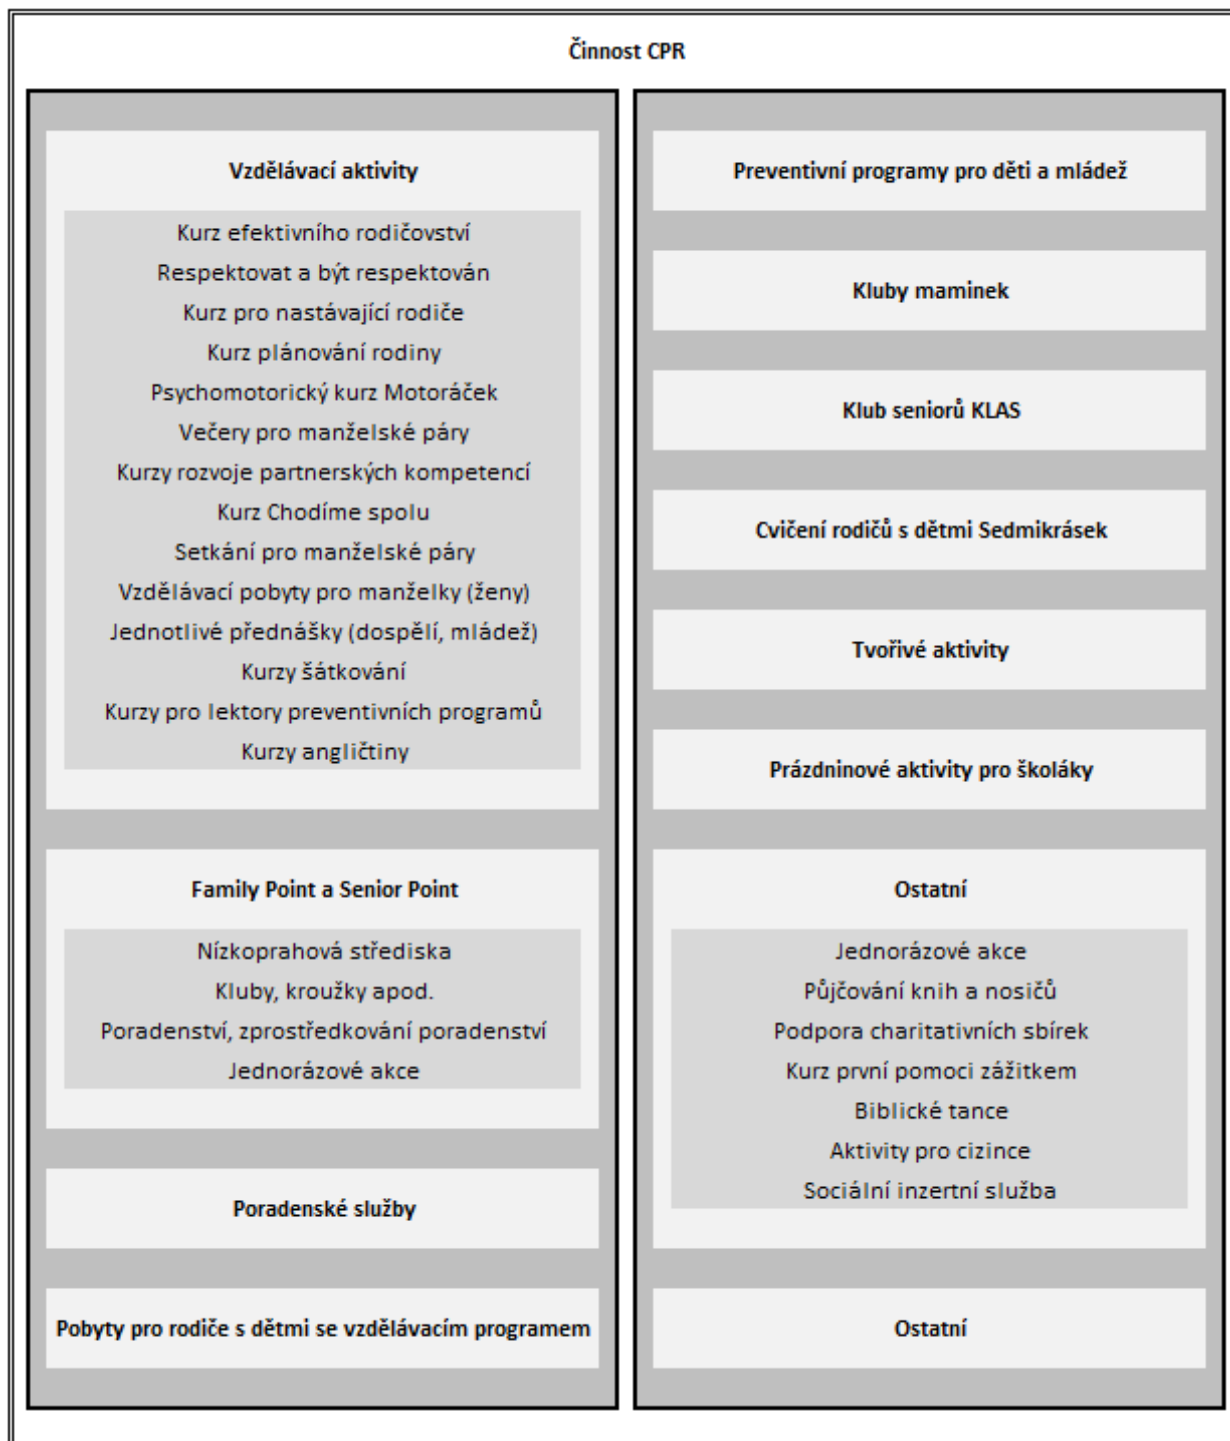 Činnost CPR
Vzdělávací aktivity
Kurz efektivního rodičovství
Respektovat a být respektován
Kurz pro nastávající rodiče
Kurz plánování rodiny
Psychomotorický kurz Motoráček
Večery pro manželské páry
Kurzy rozvoje partnerských kompetencí
Kurz Chodíme spolu
Setkání pro manželské páry
Vzdělávací pobyty pro manželky (ženy)
Jednotlivé přednášky (dospělí, mládež)
Kurzy šátkování
Kurzy pro lektory preventivních programů
Kurzy angličtiny
Family Point a Senior Point
Nízkoprahová střediska
Kluby, kroužky apod.
Poradenství, zprostředkování poradenství
Jednorázové akce
Poradenské služby
Pobyty pro rodiče s dětmi se vzdělávacím programem
Preventivní programy pro děti a mládež
Kluby maminek
Klub seniorů KLAS
Cvičení rodičů s dětmi Sedmikrásek
Tvořivé aktivity
Prázdninové aktivity pro školáky
Ostatní
Jednorázové akce
Půjčování knih a nosičů
Podpora charitativních sbírek
Kurz první pomoci zážitkem
Biblické tance
Aktivity pro cizince
Sociální inzertní služba
Ostatní